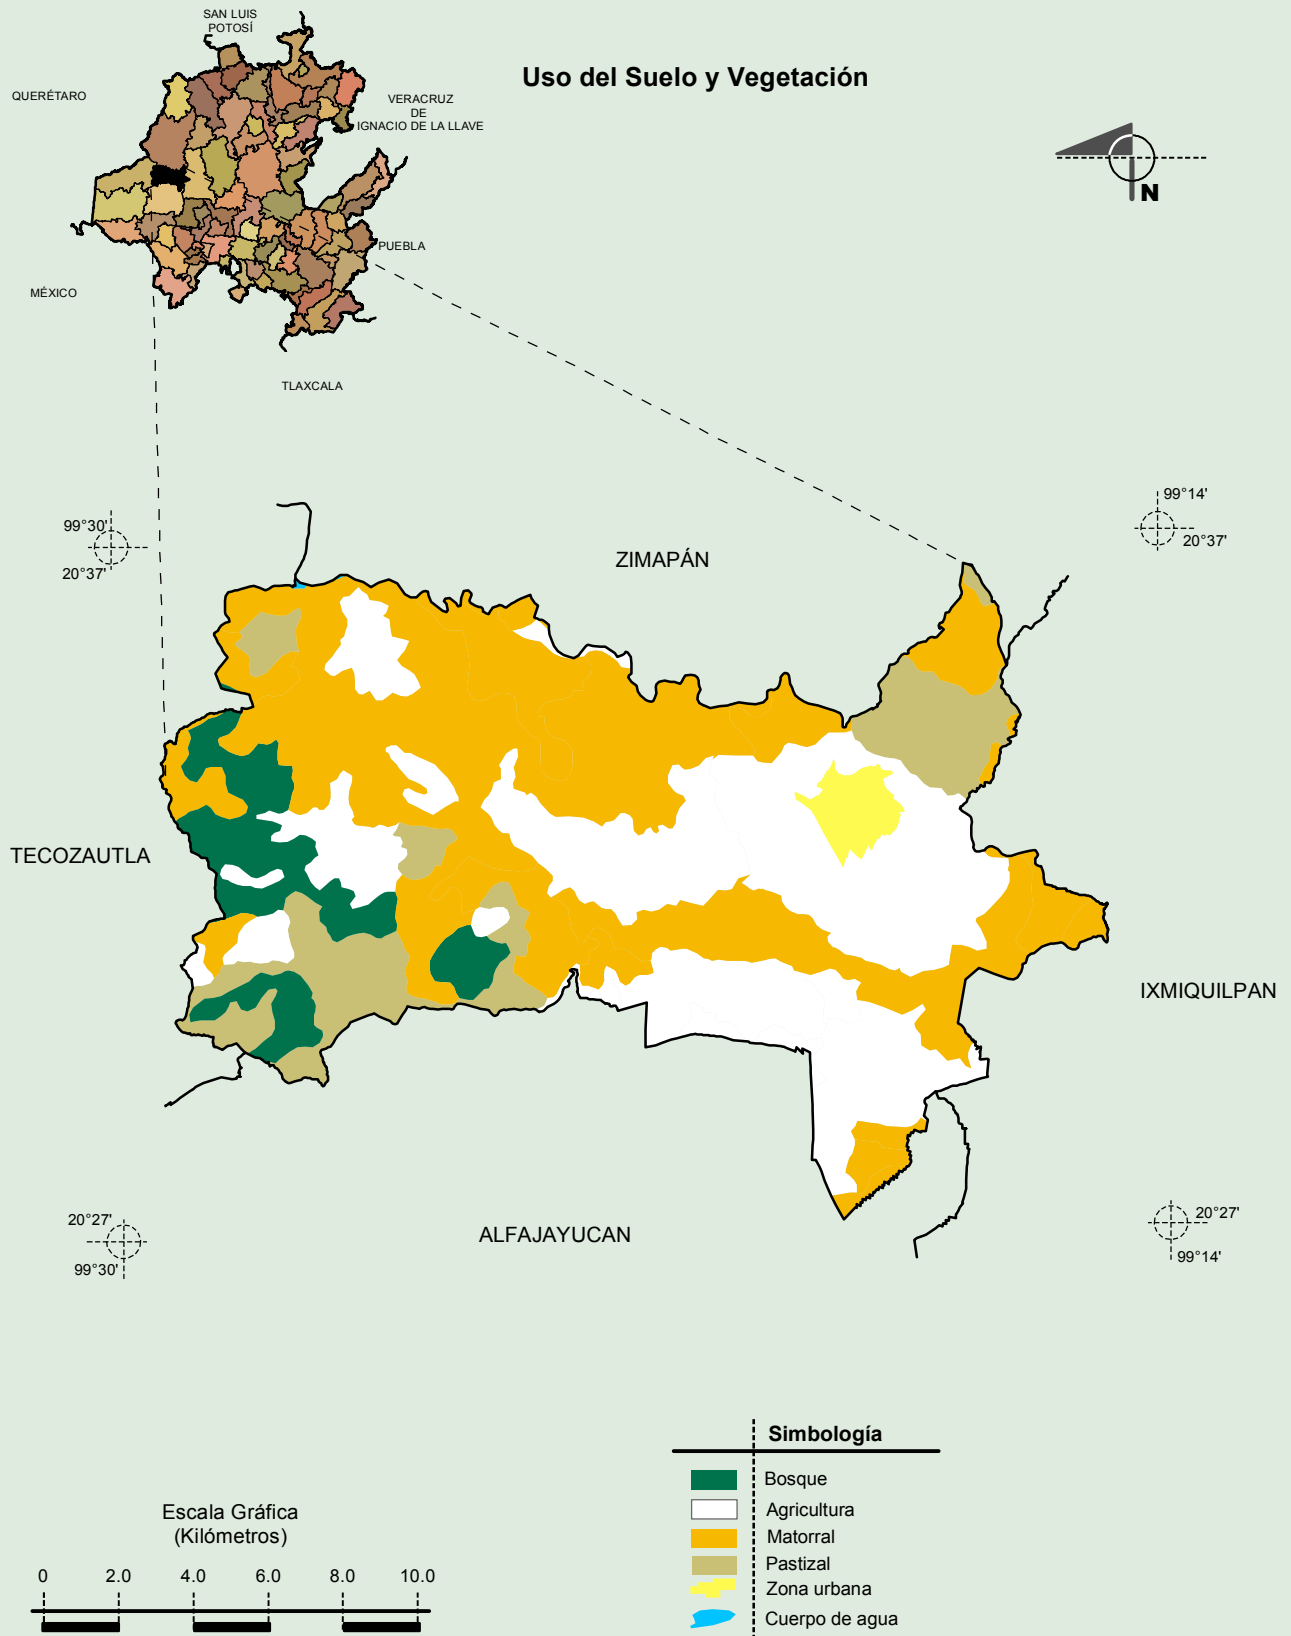 SAN LUIS
POTOSÍ
Uso del Suelo y Vegetación
QUERÉTARO
VERACRUZ
DE
IGNACIO DE LA LLAVE
N
PUEBLA
MÉXICO
TLAXCALA
99°30'
20°37'
ZIMAPÁN
99°14'
20°37'
TECOZAUTLA
IXMIQUILPAN
20°27'
99°30'
ALFAJAYUCAN
20°27'
99°14'
Simbología
Bosque
Agricultura
Matorral
Pastizal
Zona urbana
Cuerpo de agua
Escala Gráfica
(Kilómetros)
0 2.0 4.0 6.0 8.0 10.0